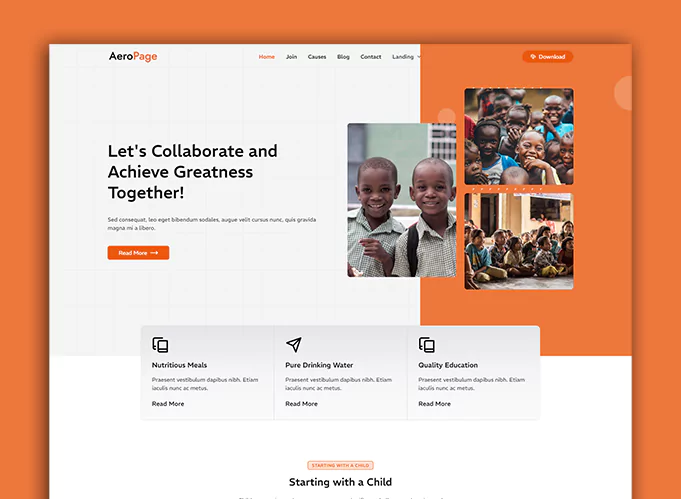 AeroPage
Home Join Causes Blog Contact Landing
Download
Let's Collaborate and
Achieve Greatness
Together!
Sed consequat, leo eget bibendum sodales, augue velit cursus nunc, quis gravida
magna mi a libero.
Read More
Nutritious Meals
Praesent vestibulum dapibus nibh. Etiam
iaculis nunc ac metus.
Read More
Pure Drinking Water
Praesent vestibulum dapibus nibh. Etiam
iaculis nunc ac metus.
Read More
Quality Education
Praesent vestibulum dapibus nibh. Etiam
iaculis nunc ac metus.
Read More
STARTING WITH A CHILD
Starting with a Child